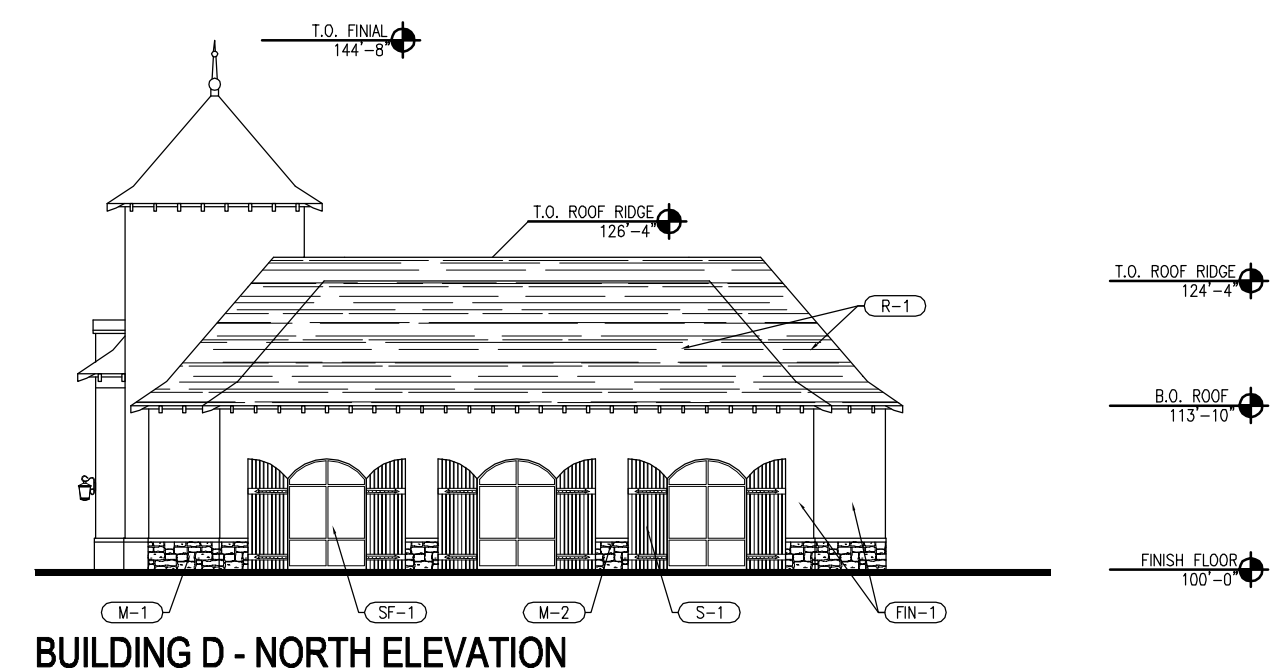 T.O. FINIAL
144'-8"
T.O. ROOF RIDGE
126'-4"
T.O. ROOF RIDGE
124'-4"
R-1
B.O. ROOF
113'-10"
FINISH FLOOR
100'-0"
M-1
SF-1
M-2
S-1
FIN-1
BUILDING D - NORTH ELEVATION